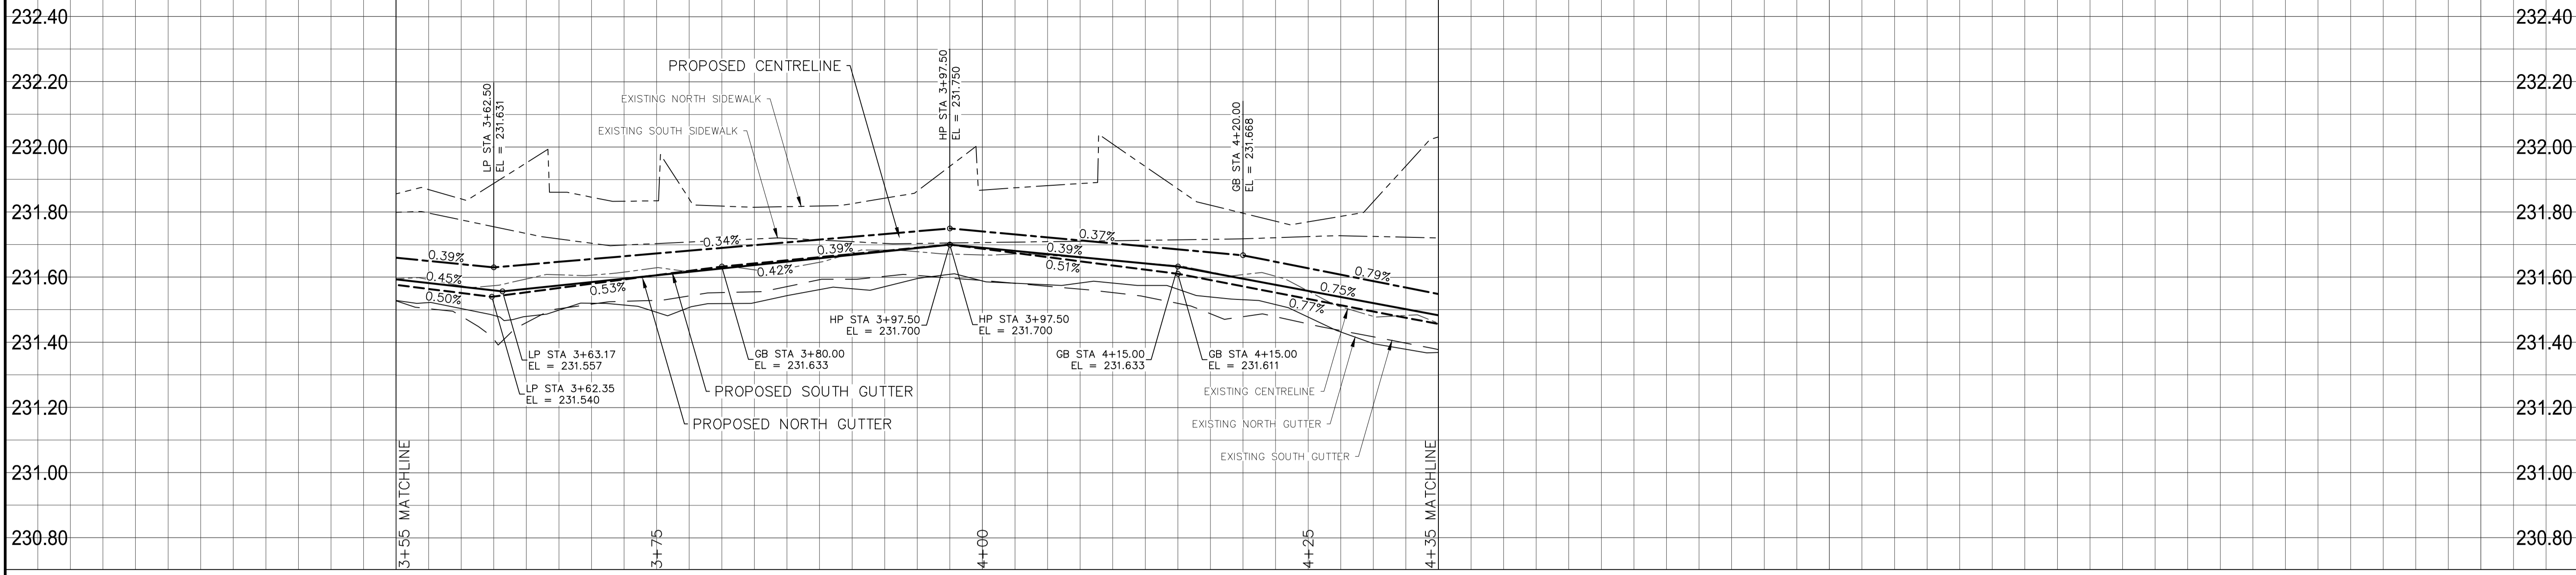 232.40
232.40
232.20
232.20
232.00
232.00
231.80
231.80
231.60
231.60
231.40
231.40
231.20
231.20
231.00
231.00
230.80
230.80
PROPOSED CENTRELINE
EXISTING NORTH SIDEWALK
EXISTING SOUTH SIDEWALK
LP STA 3+62.50
EL = 231.631
HP STA 3+97.50
EL = 231.750
GB STA 4+20.00
EL = 231.668
0.39%
0.34%
0.37%
0.79%
0.45%
0.42%
0.39%
0.39%
0.75%
0.50%
0.53%
0.51%
0.77%
HP STA 3+97.50
EL = 231.700
HP STA 3+97.50
EL = 231.700
LP STA 3+63.17
EL = 231.557
GB STA 3+80.00
EL = 231.633
GB STA 4+15.00
EL = 231.633
GB STA 4+15.00
EL = 231.611
LP STA 3+62.35
EL = 231.540
PROPOSED SOUTH GUTTER
PROPOSED NORTH GUTTER
EXISTING CENTRELINE
EXISTING NORTH GUTTER
EXISTING SOUTH GUTTER
3+55 MATCHLINE
3+75
4+00
4+25
4+35 MATCHLINE